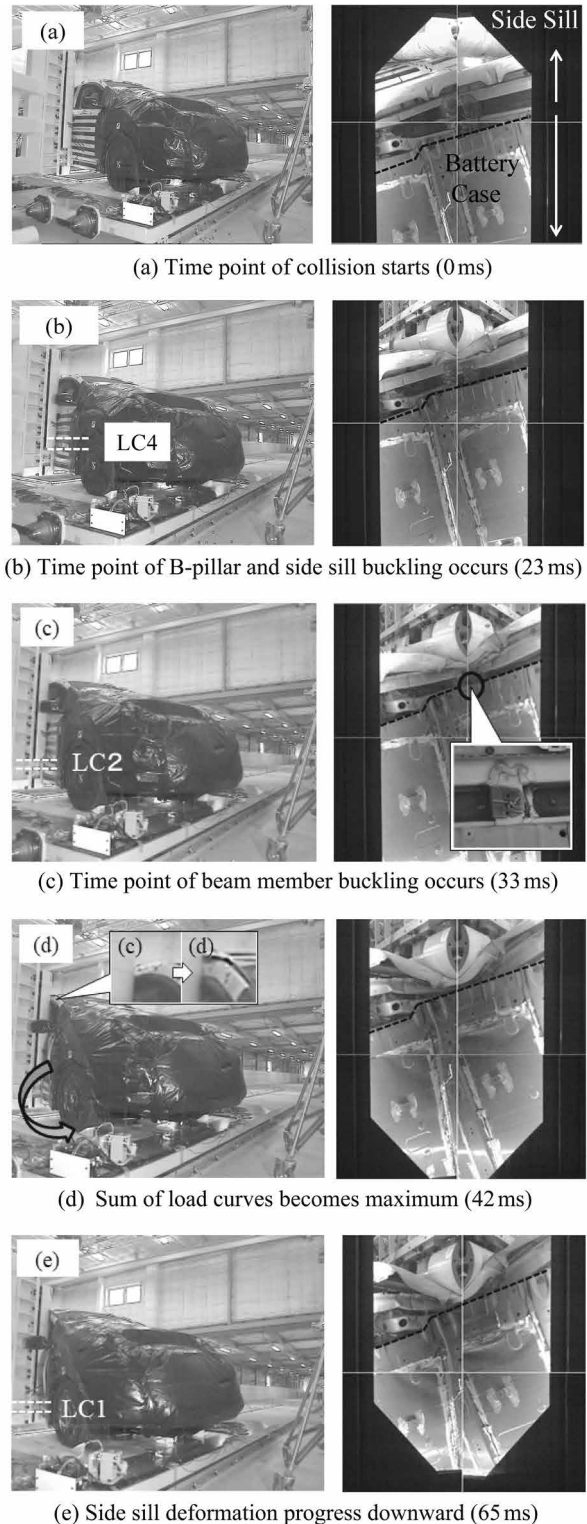 (a)
Side Sill
Battery
Case
(a) Time point of collision starts (0 ms)
(b)
LC4
(b) Time point of B-pillar and side sill buckling occurs (23 ms)
(c)
LC2
(c) Time point of beam member buckling occurs (33 ms)
(d)
(c)
(d)
(d) Sum of load curves becomes maximum (42 ms)
(e)
LC1
(e) Side sill deformation progress downward (65 ms)